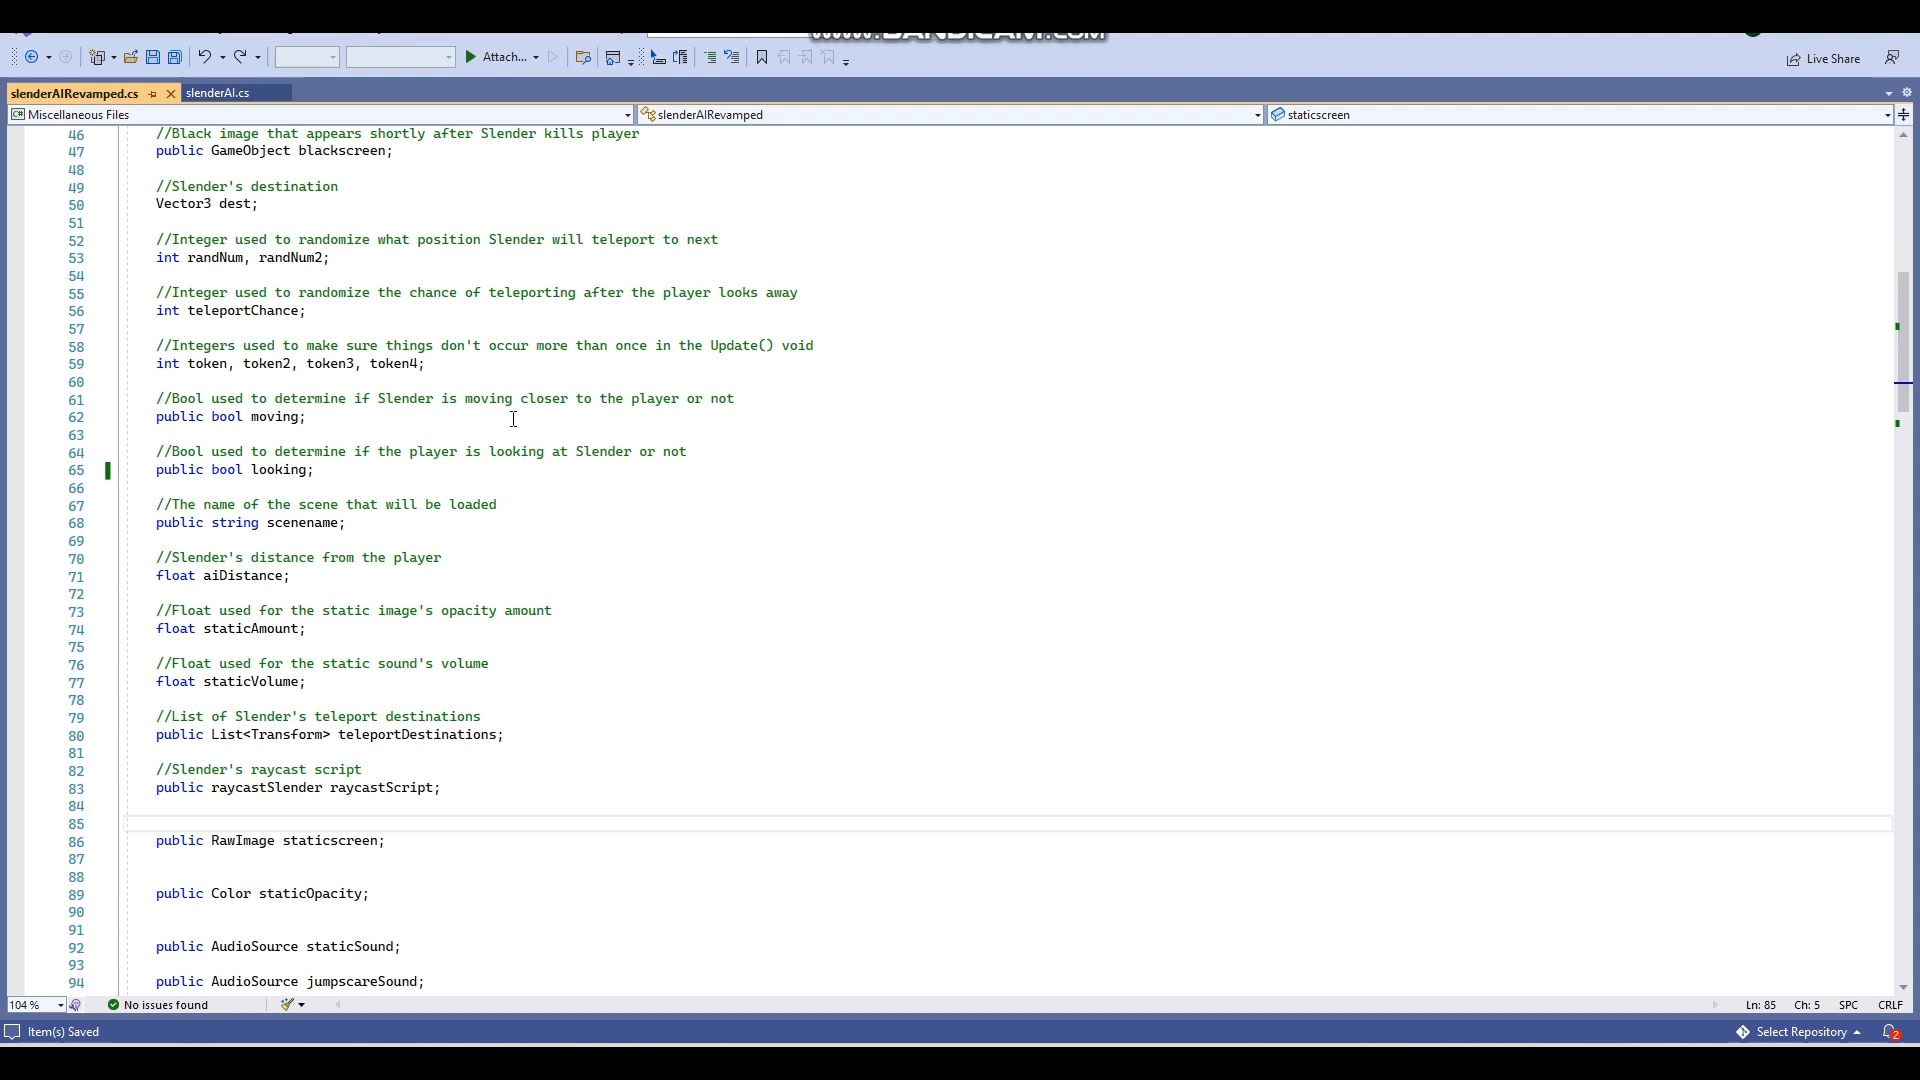 www.BANDICAM.com
Attach...
Live Share
slenderAIRevamped.cs
slenderAI.cs
C# Miscellaneous Files
slenderAIRevamped
staticscreen
46 //Black image that appears shortly after Slender kills player
47 public GameObject blackscreen;
48
49 //Slender's destination
50 Vector3 dest;
51
52 //Integer used to randomize what position Slender will teleport to next
53 int randNum, randNum2;
54
55 //Integer used to randomize the chance of teleporting after the player looks away
56 int teleportChance;
57
58 //Integers used to make sure things don't occur more than once in the Update() void
59 int token, token2, token3, token4;
60
61 //Bool used to determine if Slender is moving closer to the player or not
62 public bool moving;
63
64 //Bool used to determine if the player is looking at Slender or not
65 public bool looking;
66
67 //The name of the scene that will be loaded
68 public string scenename;
69
70 //Slender's distance from the player
71 float aiDistance;
72
73 //Float used for the static image's opacity amount
74 float staticAmount;
75
76 //Float used for the static sound's volume
77 float staticVolume;
78
79 //List of Slender's teleport destinations
80 public List<Transform> teleportDestinations;
81
82 //Slender's raycast script
83 public raycastSlender raycastScript;
84
85
86 public RawImage staticscreen;
87
88
89 public Color staticOpacity;
90
91
92 public AudioSource staticSound;
93
94 public AudioSource jumpscareSound;
104 % No issues found Ln: 85 Ch: 5 SPC CRLF
Item(s) Saved Select Repository 2